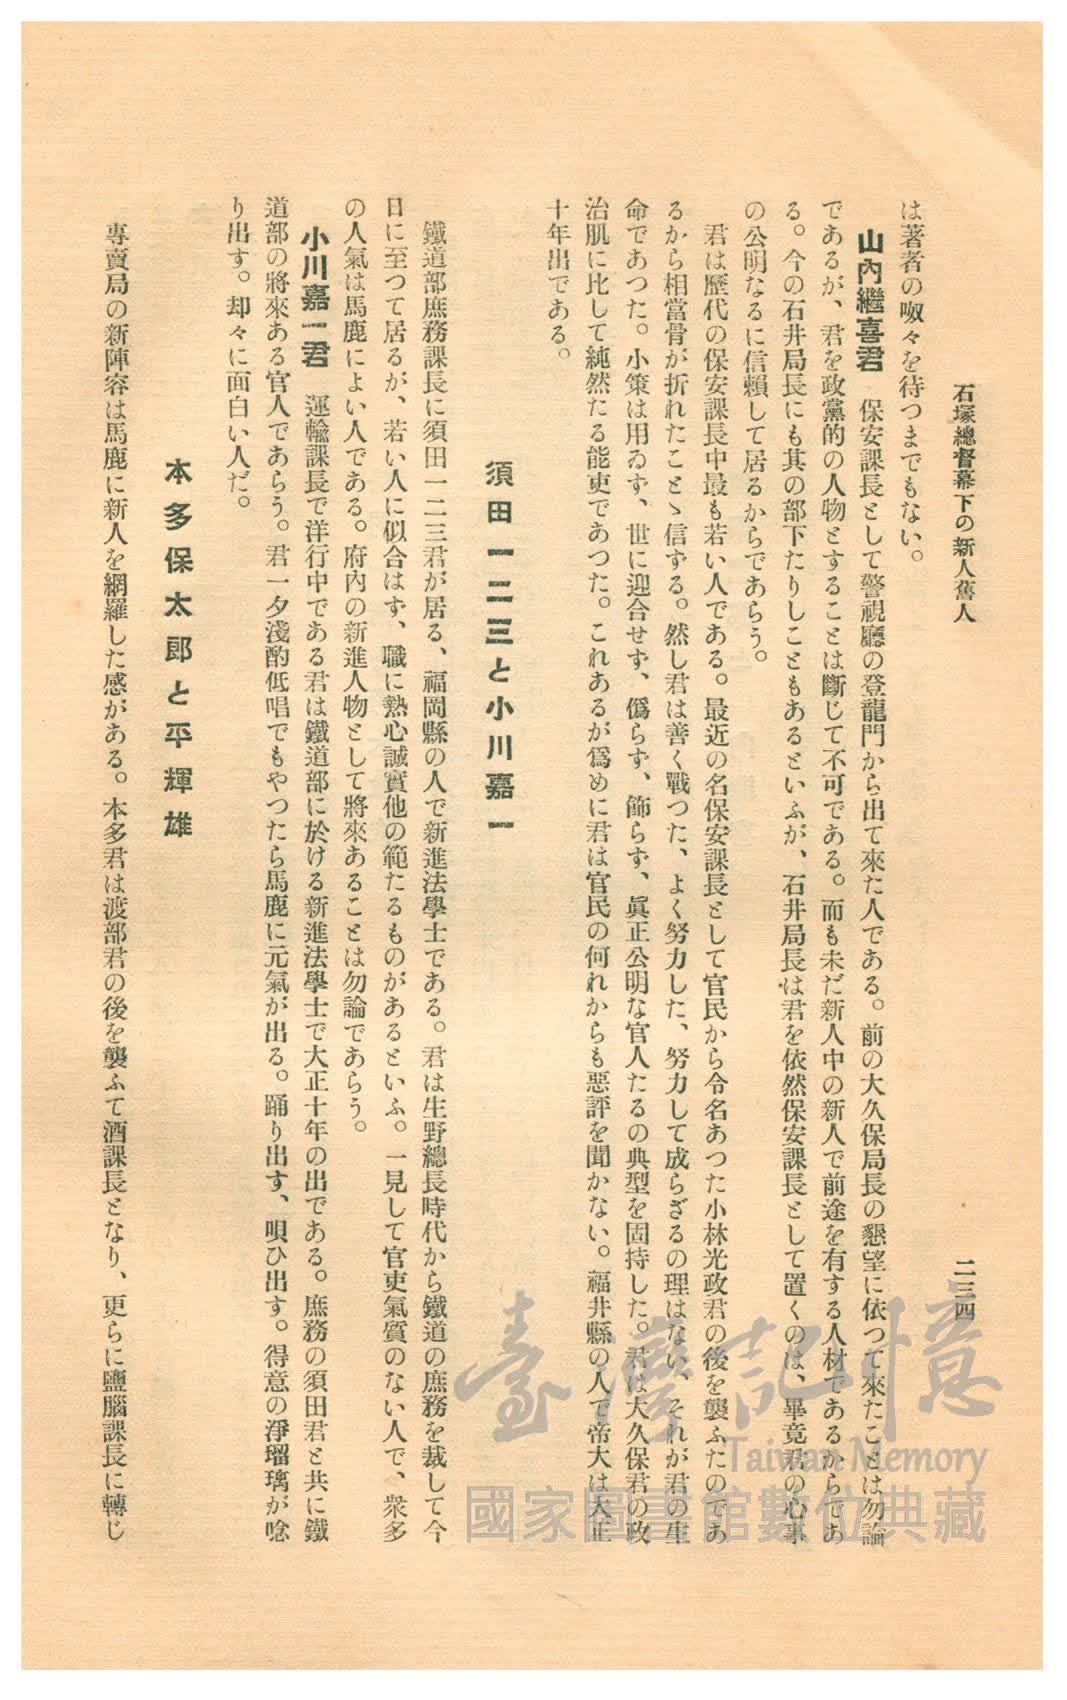 石塚總督幕下の新人舊人
二三四
は著者の呶々を待つまでもない。
山內繼喜君　保安課長として警視廳の登龍門から出て來た人である。前の大久保局長の懇望に依つて來たことは勿論
であるが、君を政黨的の人物とすることは斷じて不可である。而も未だ新人中の新人で前途を有する人材であるからであ
る。今の石井局長にも其の部下たりしこともあるといふが、石井局長は君を依然保安課長として置くのは、畢竟君の心事
の公明なるに信賴して居るからであらう。
君は歷代の保安課長中最も若い人である。最近の名保安課長として官民から令名あつた小林光政君の後を襲ふたのであ
るから相當骨が折れたことゝ信ずる。然し君は善く戰つた、よく努力した、努力して成らざるの理はない、それが君の生
命であつた。小策は用ゐず、世に迎合せず、僞らず、飾らず、眞正公明な官人たるの典型を固持した。君は大久保君の政
治肌に比して純然たる能吏であつた。これあるが爲めに君は官民の何れからも惡評を聞かない。福井縣の人で帝大は大正
十年出である。
須田一二三と小川嘉一
鐵道部庶務課長に須田一二三君が居る、福岡縣の人で新進法學士である。君は生野總長時代から鐵道の庶務を裁して今
日に至つて居るが、若い人に似合はず、職に熱心誠實他の範たるものがあるといふ。一見して官吏氣質のない人で、衆多
の人氣は馬鹿によい人である。府內の新進人物として將來あることは勿論であらう。
小川嘉一君　運輸課長で洋行中である君は鐵道部に於ける新進法學士で大正十年の出である。庶務の須田君と共に鐵
道部の將來ある官人であらう。君一夕淺酌低唱でもやつたら馬鹿に元氣が出る。踊り出す、唄ひ出す。得意の淨瑠璃が唸
り出す。却々に面白い人だ。
本多保太郎と平輝雄
專賣局の新陣容は馬鹿に新人を網羅した感がある。本多君は渡部君の後を襲ふて酒課長となり、更らに鹽腦課長に轉じ
臺灣記憶
Taiwan Memory
國家圖書館數位典藏